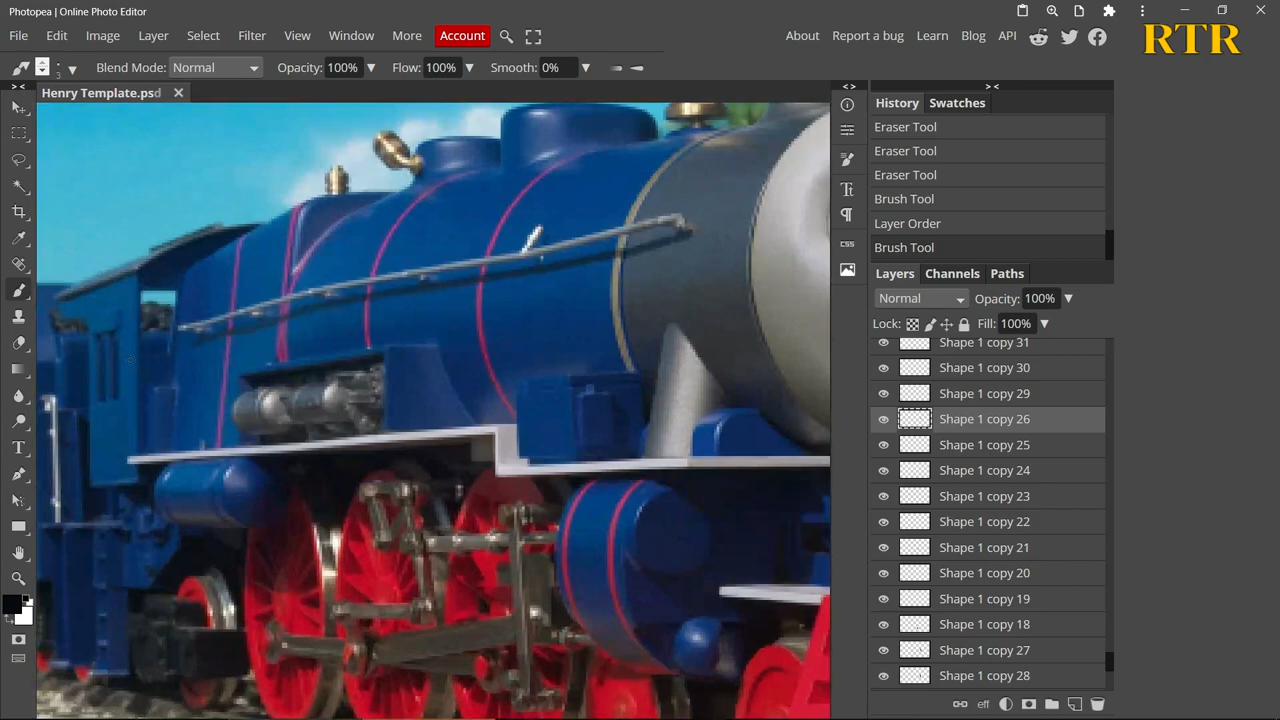 Photopea | Online Photo Editor
File Edit Image Layer Select Filter View Window More Account About Report a bug Learn Blog API RTR
3 Blend Mode: Normal Opacity: 100% Flow: 100% Smooth: 0%
> < < > > <
Henry Template.psd
History Swatches
Eraser Tool
Eraser Tool
Eraser Tool
Brush Tool
Layer Order
Brush Tool
CSS
Layers Channels Paths
Normal Opacity: 100%
Lock: Fill: 100%
Shape 1 copy 31
Shape 1 copy 30
Shape 1 copy 29
Shape 1 copy 26
Shape 1 copy 25
Shape 1 copy 24
Shape 1 copy 23
Shape 1 copy 22
Shape 1 copy 21
Shape 1 copy 20
Shape 1 copy 19
Shape 1 copy 18
Shape 1 copy 27
Shape 1 copy 28
eff